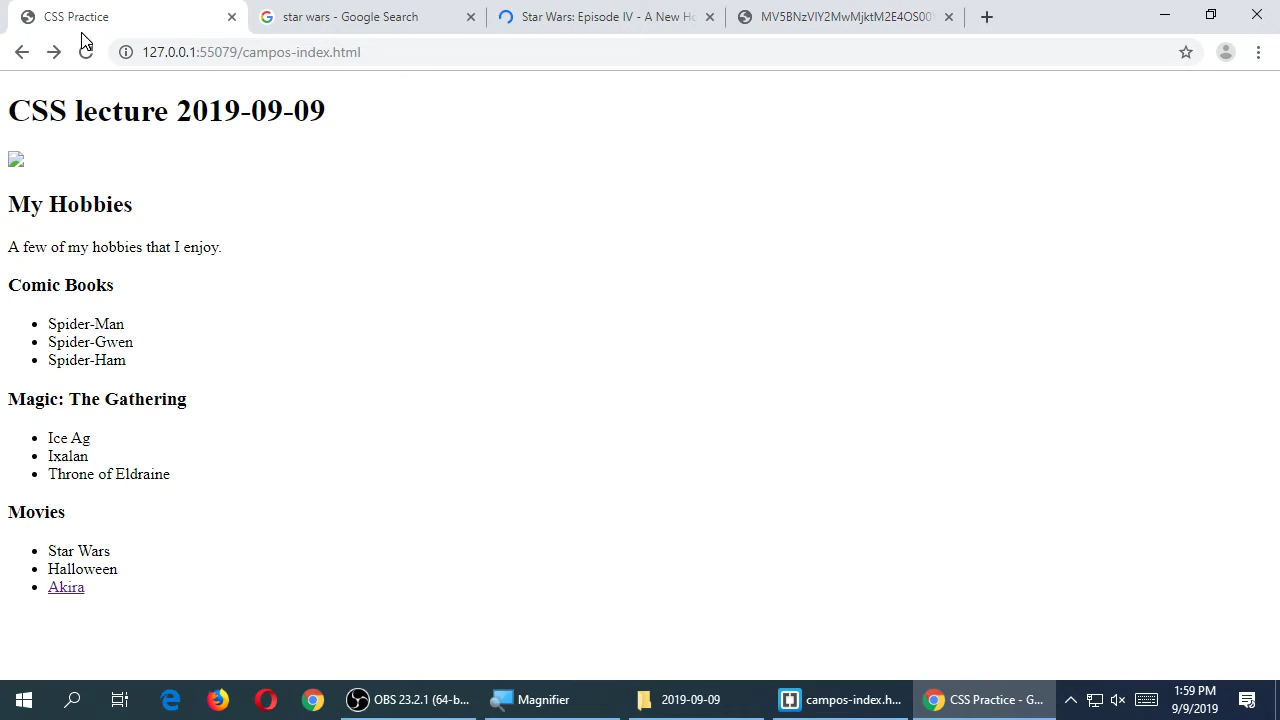 CSS Practice
star wars - Google Search
Star Wars: Episode IV - A New Ho
MV5BNzVlY2MwMjktM2E4OS00Y
127.0.0.1:55079/campos-index.html
CSS lecture 2019-09-09
My Hobbies
A few of my hobbies that I enjoy.
Comic Books
Spider-Man
Spider-Gwen
Spider-Ham
Magic: The Gathering
Ice Ag
Ixalan
Throne of Eldraine
Movies
Star Wars
Halloween
Akira
OBS 23.2.1 (64-b...
Magnifier
2019-09-09
campos-index.h...
CSS Practice - G...
1:59 PM
9/9/2019